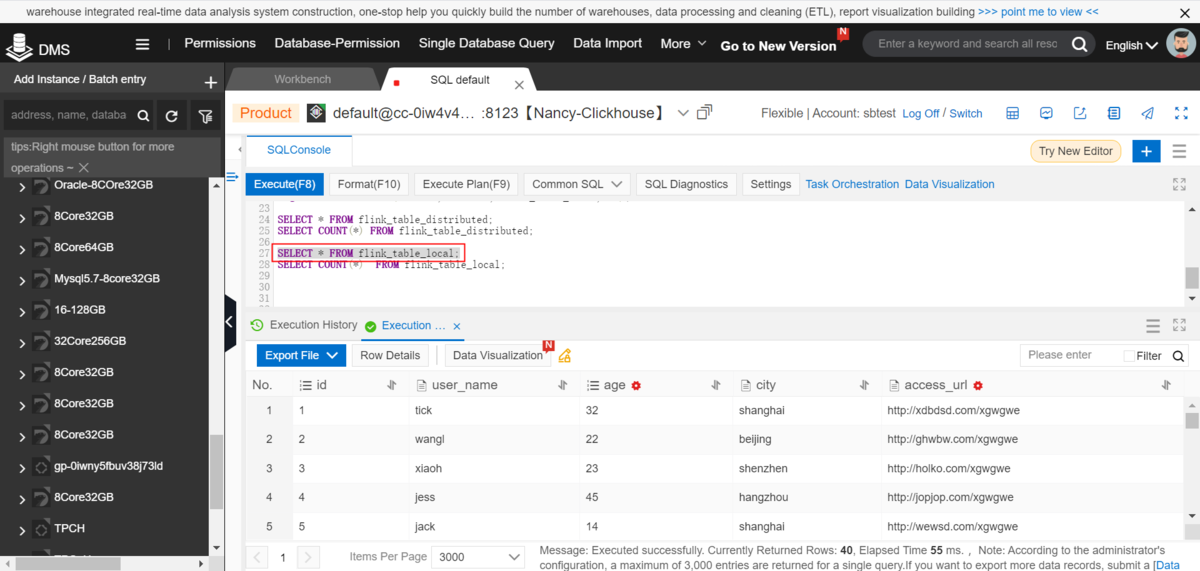 warehouse integrated real-time data analysis system construction, one-stop help you quickly build the number of warehouses, data processing and cleaning (ETL), report visualization building >>> point me to view <<
DMS
Permissions Database-Permission Single Database Query Data Import More Go to New Version N Enter a keyword and search all resc English
Add Instance / Batch entry +
Workbench SQL default
address, name, databa
Product default@cc-0iw4v4... :8123【Nancy-Clickhouse】 Flexible | Account: sbtest Log Off / Switch
tips:Right mouse button for more
operations ~
SQLConsole Try New Editor +
Execute(F8) Format(F10) Execute Plan(F9) Common SQL SQL Diagnostics Settings Task Orchestration Data Visualization
Oracle-8COre32GB
8Core32GB
8Core64GB
Mysql5.7-8core32GB
16-128GB
32Core256GB
8Core32GB
8Core32GB
8Core32GB
gp-0iwny5fbuv38j73ld
8Core32GB
TPCH
23
24 SELECT * FROM flink_table_distributed;
25 SELECT COUNT(*) FROM flink_table_distributed;
26
27 SELECT * FROM flink_table_local;
28 SELECT COUNT(*)  FROM flink_table_local;
29
30
31
Execution History Execution ...
Export File Row Details Data Visualization N Please enter Filter
No. id user_name age city access_url
1 1 tick 32 shanghai http://xdbdsd.com/xgwgwe
2 2 wangl 22 beijing http://ghwbw.com/xgwgwe
3 3 xiaoh 23 shenzhen http://holko.com/xgwgwe
4 4 jess 45 hangzhou http://jopjop.com/xgwgwe
5 5 jack 14 shanghai http://wewsd.com/xgwgwe
1 Items Per Page 3000 Message: Executed successfully. Currently Returned Rows: 40, Elapsed Time 55 ms. , Note: According to the administrator's
configuration, a maximum of 3,000 entries are returned for a single query.If you want to export more data records, submit a [Data